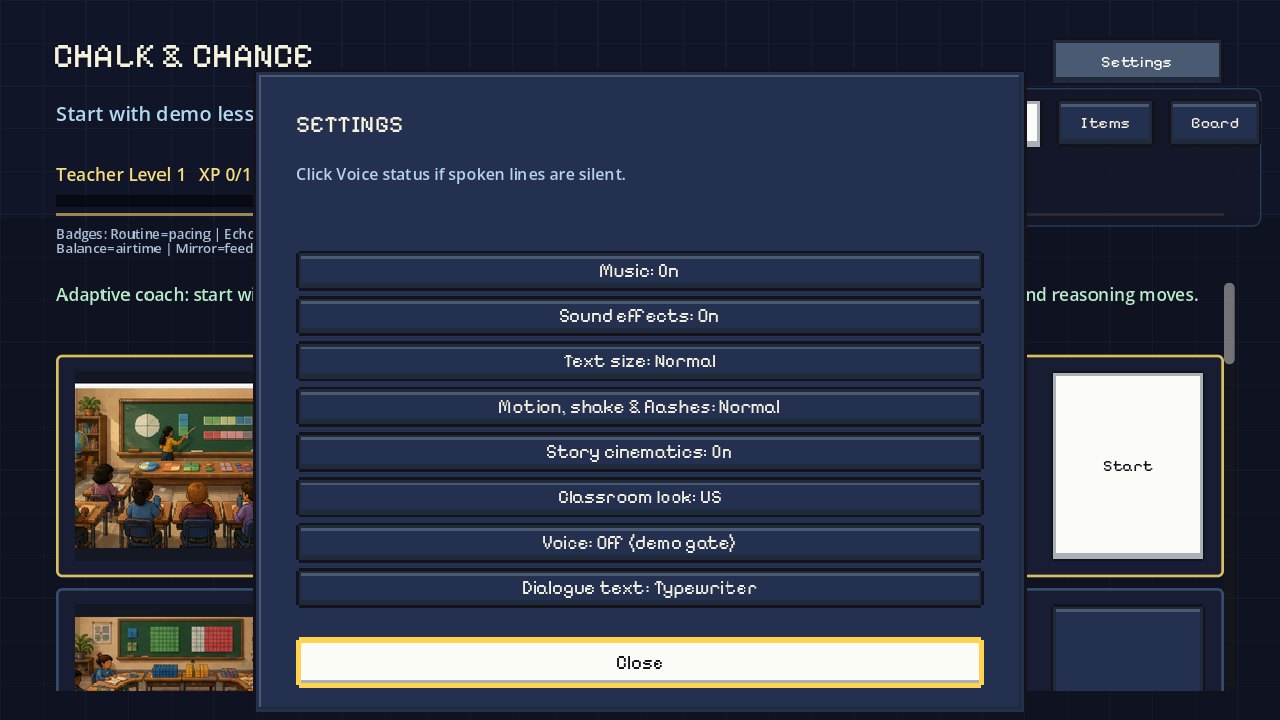 CHALK & CHANCE
Settings
Start with demo less
Items
Board
Teacher Level 1 XP 0/1
Badges: Routine=pacing | Echo
Balance=airtime | Mirror=feed
Adaptive coach: start wi
nd reasoning moves.
Start
SETTINGS
Click Voice status if spoken lines are silent.
Music: On
Sound effects: On
Text size: Normal
Motion, shake & flashes: Normal
Story cinematics: On
Classroom look: US
Voice: Off (demo gate)
Dialogue text: Typewriter
Close